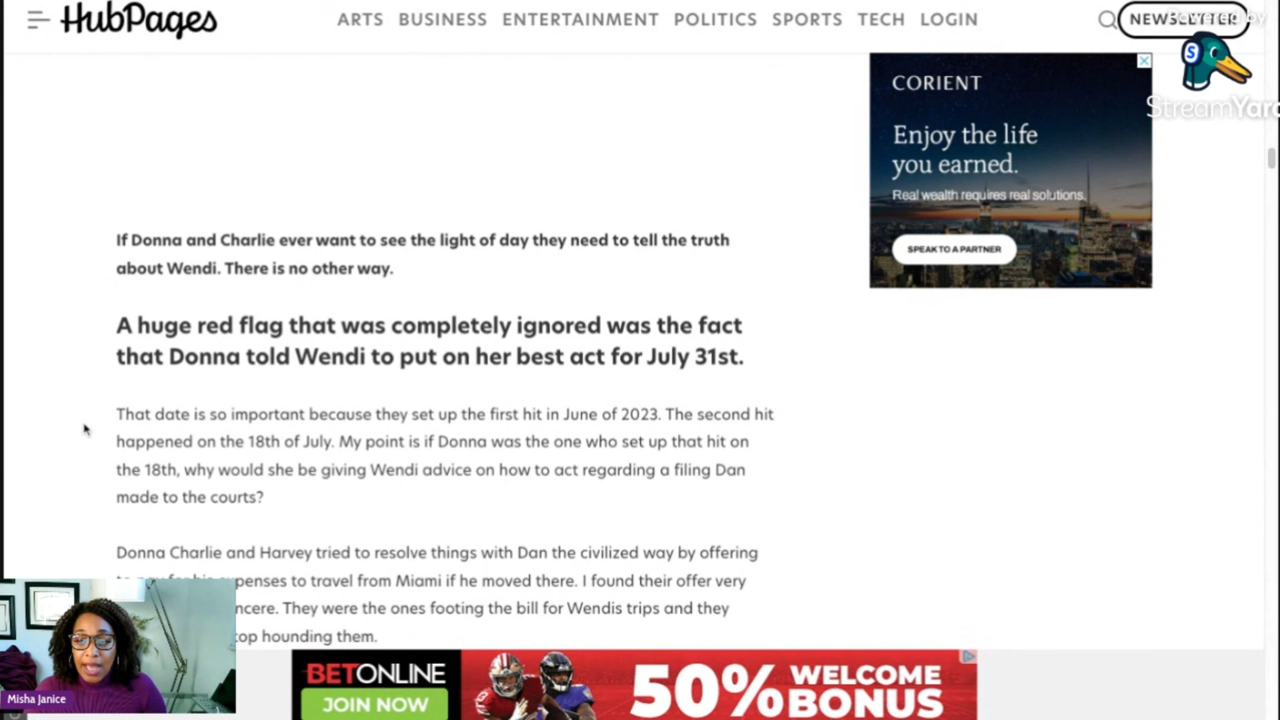 HubPages
ARTS BUSINESS ENTERTAINMENT POLITICS SPORTS TECH LOGIN
NEWSLETTER
Powered by
StreamYard
CORIENT
Enjoy the life
you earned.
Real wealth requires real solutions.
SPEAK TO A PARTNER
If Donna and Charlie ever want to see the light of day they need to tell the truth
about Wendi. There is no other way.
A huge red flag that was completely ignored was the fact
that Donna told Wendi to put on her best act for July 31st.
That date is so important because they set up the first hit in June of 2023. The second hit
happened on the 18th of July. My point is if Donna was the one who set up that hit on
the 18th, why would she be giving Wendi advice on how to act regarding a filing Dan
made to the courts?
Donna Charlie and Harvey tried to resolve things with Dan the civilized way by offering
expenses to travel from Miami if he moved there. I found their offer very
They were the ones footing the bill for Wendis trips and they
hounding them.
Misha Janice
BETONLINE
JOIN NOW
50% WELCOME
BONUS